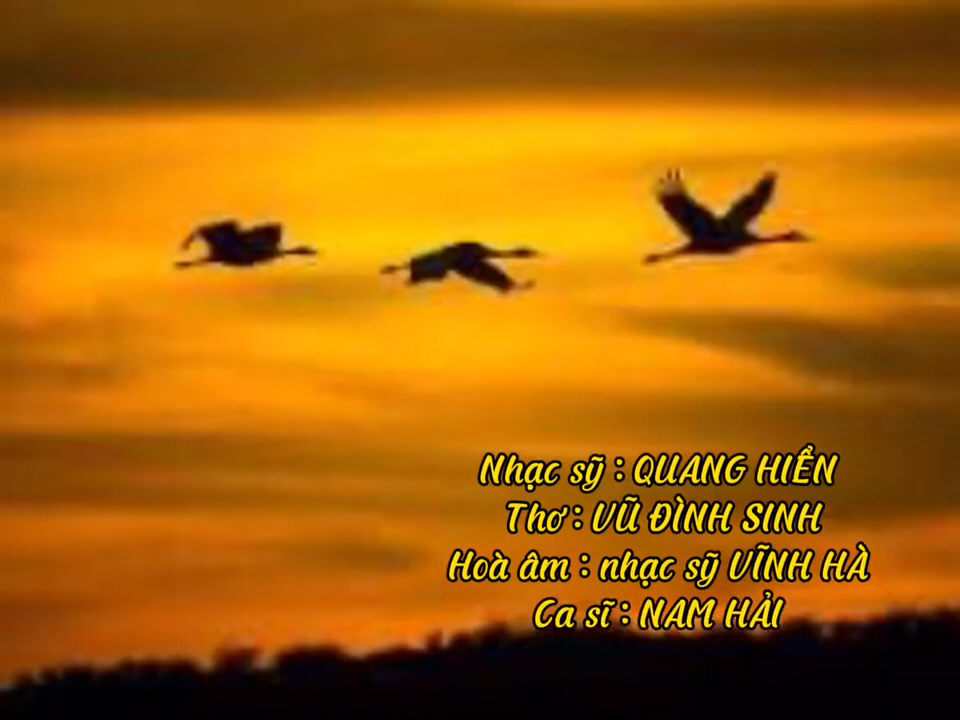 Nhạc sỹ : QUANG HIỂN
Thơ : VŨ ĐÌNH SINH
Hoà âm : nhạc sỹ VĨNH HÀ
Ca sĩ : NAM HẢI